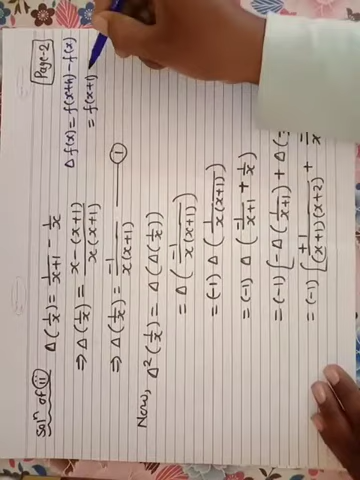 Page-2
Solⁿ of (ii)
Δ(1/x) = 1/(x+1) - 1/x
Δf(x) = f(x+h) - f(x)
= f(x+1)
⇒ Δ(1/x) = (x-(x+1))/(x(x+1))
⇒ Δ(1/x) = -1/(x(x+1)) —— ①
Now, Δ²(1/x) = Δ(Δ(1/x))
= Δ(-1/(x(x+1)))
= (-1) Δ(1/(x(x+1)))
= (-1) Δ(-1/(x+1) + 1/x)
= (-1) [-Δ(1/(x+1)) + Δ(
= (-1) [+1/((x+1)(x+2)) +